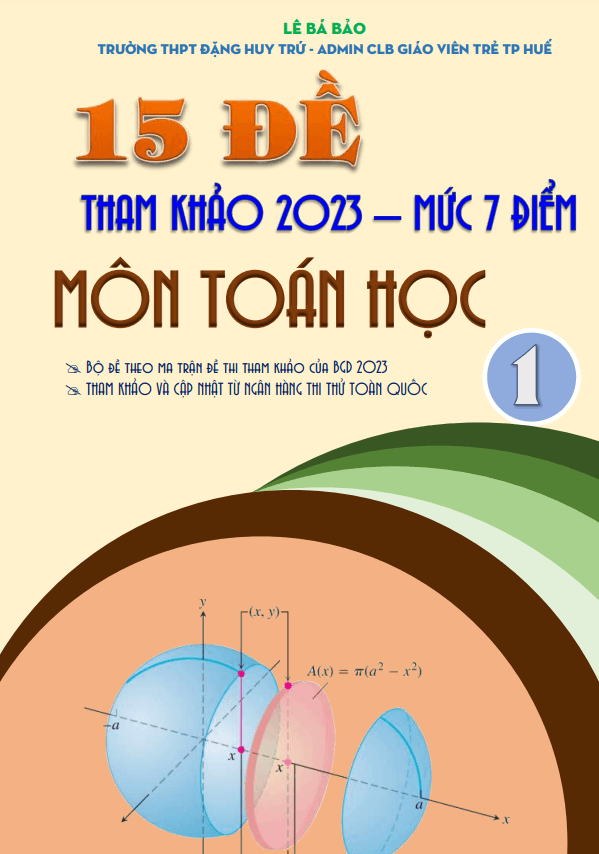 LÊ BÁ BẢO
TRƯỜNG THPT ĐẶNG HUY TRỨ - ADMIN CLB GIÁO VIÊN TRẺ TP HUẾ
15 ĐỀ
THAM KHẢO 2023 – MỨC 7 ĐIỂM
MÔN TOÁN HỌC
BỘ ĐỀ THEO MA TRẬN ĐỀ THI THAM KHẢO CỦA BGD 2023
THAM KHẢO VÀ CẬP NHẬT TỪ NGÂN HÀNG THI THỬ TOÀN QUỐC
1
y
(x, y)
A(x) = π(a² − x²)
−a
x
x
a
x